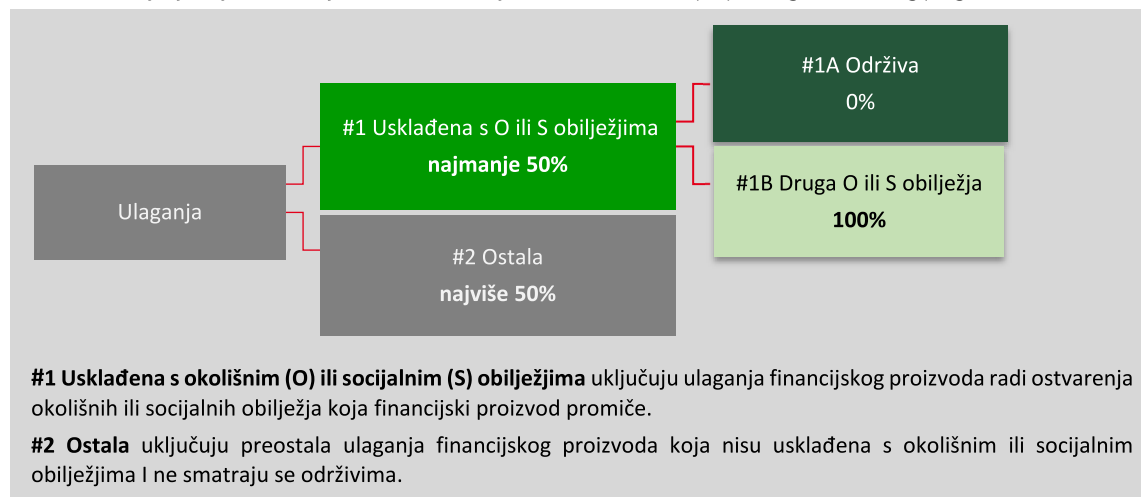 #1A Održiva
0%
#1 Usklađena s O ili S obilježjima
najmanje 50%
#1B Druga O ili S obilježja
100%
Ulaganja
#2 Ostala
najviše 50%
#1 Usklađena s okolišnim (O) ili socijalnim (S) obilježjima uključuju ulaganja financijskog proizvoda radi ostvarenja
okolišnih ili socijalnih obilježja koja financijski proizvod promiče.
#2 Ostala uključuju preostala ulaganja financijskog proizvoda koja nisu usklađena s okolišnim ili socijalnim
obilježjima I ne smatraju se održivima.